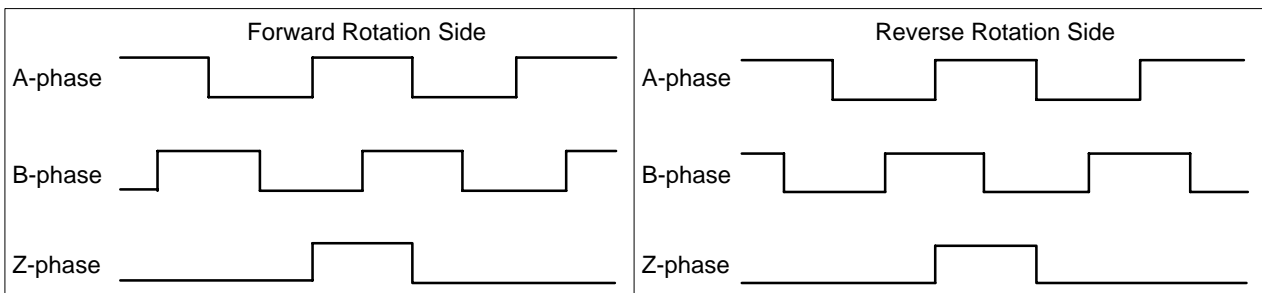 Forward Rotation Side
A-phase
B-phase
Z-phase
Reverse Rotation Side
A-phase
B-phase
Z-phase